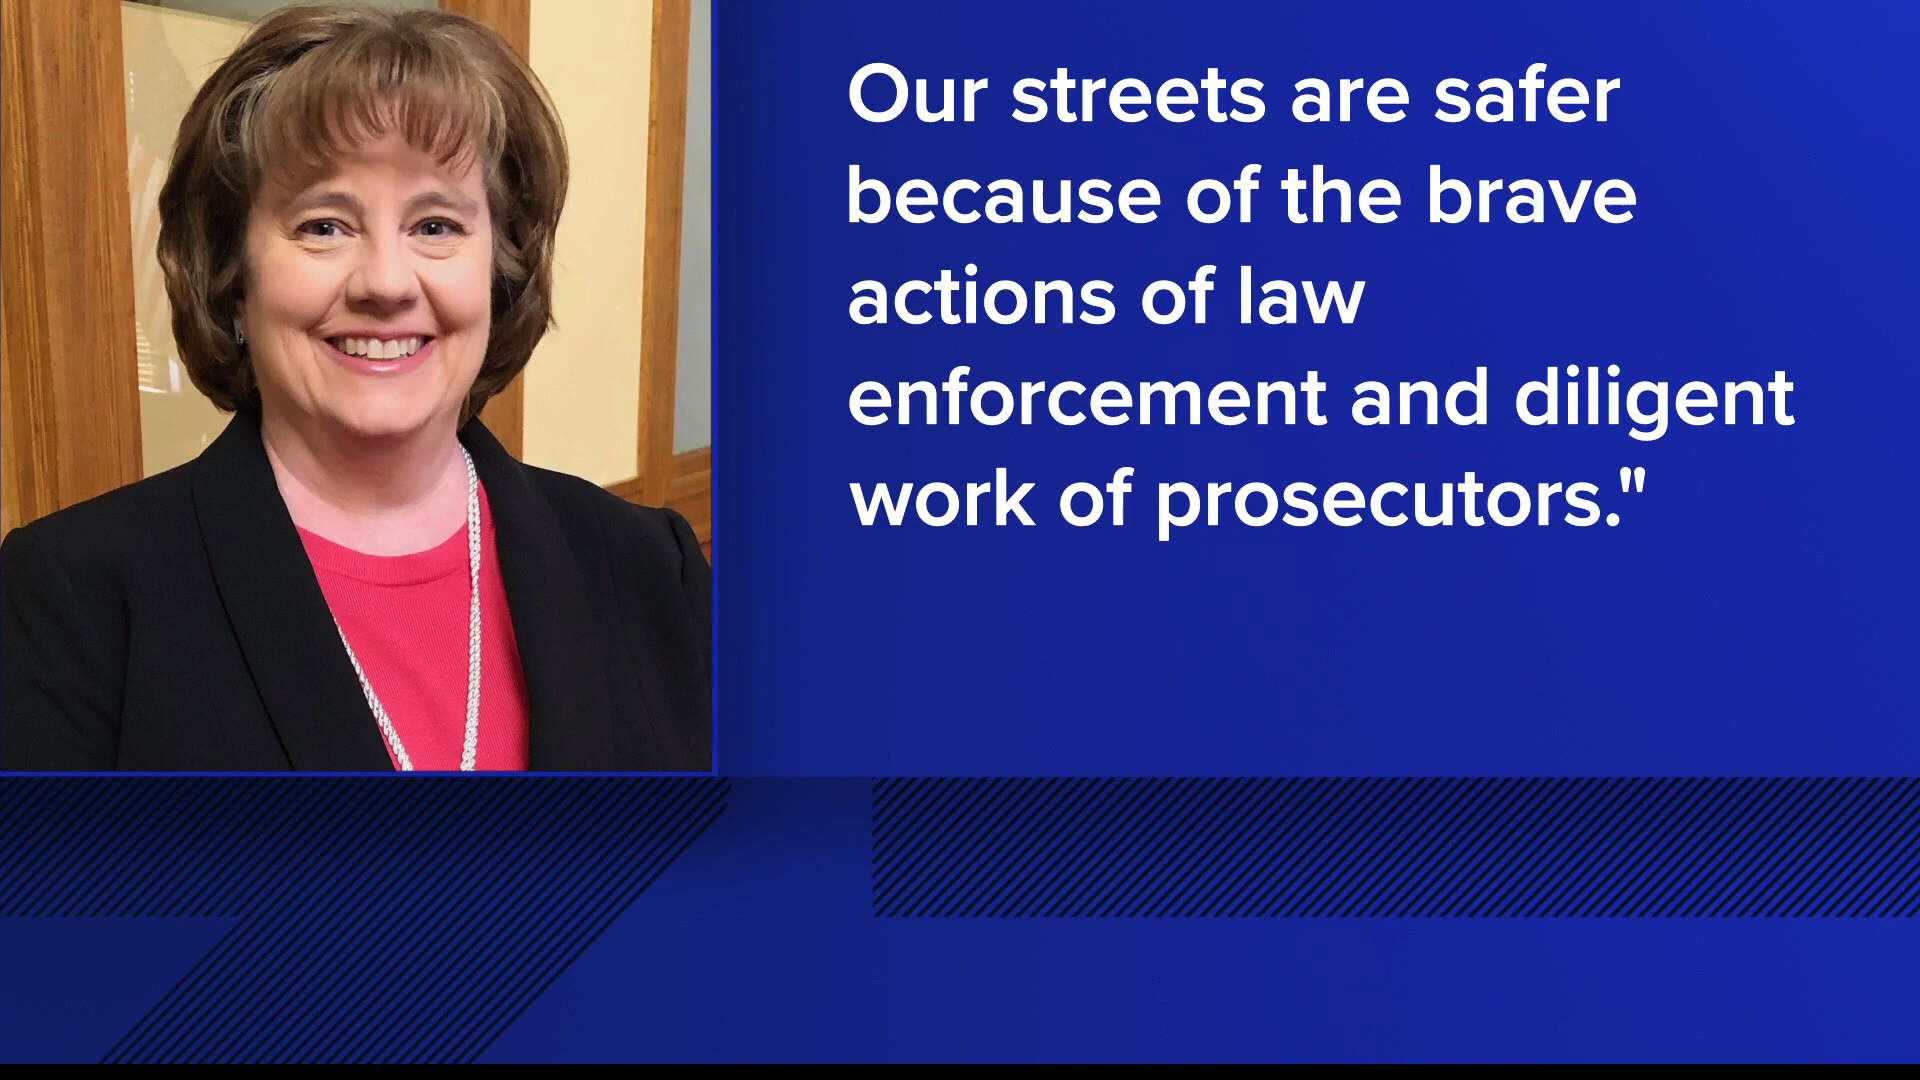 Our streets are safer
because of the brave
actions of law
enforcement and diligent
work of prosecutors."